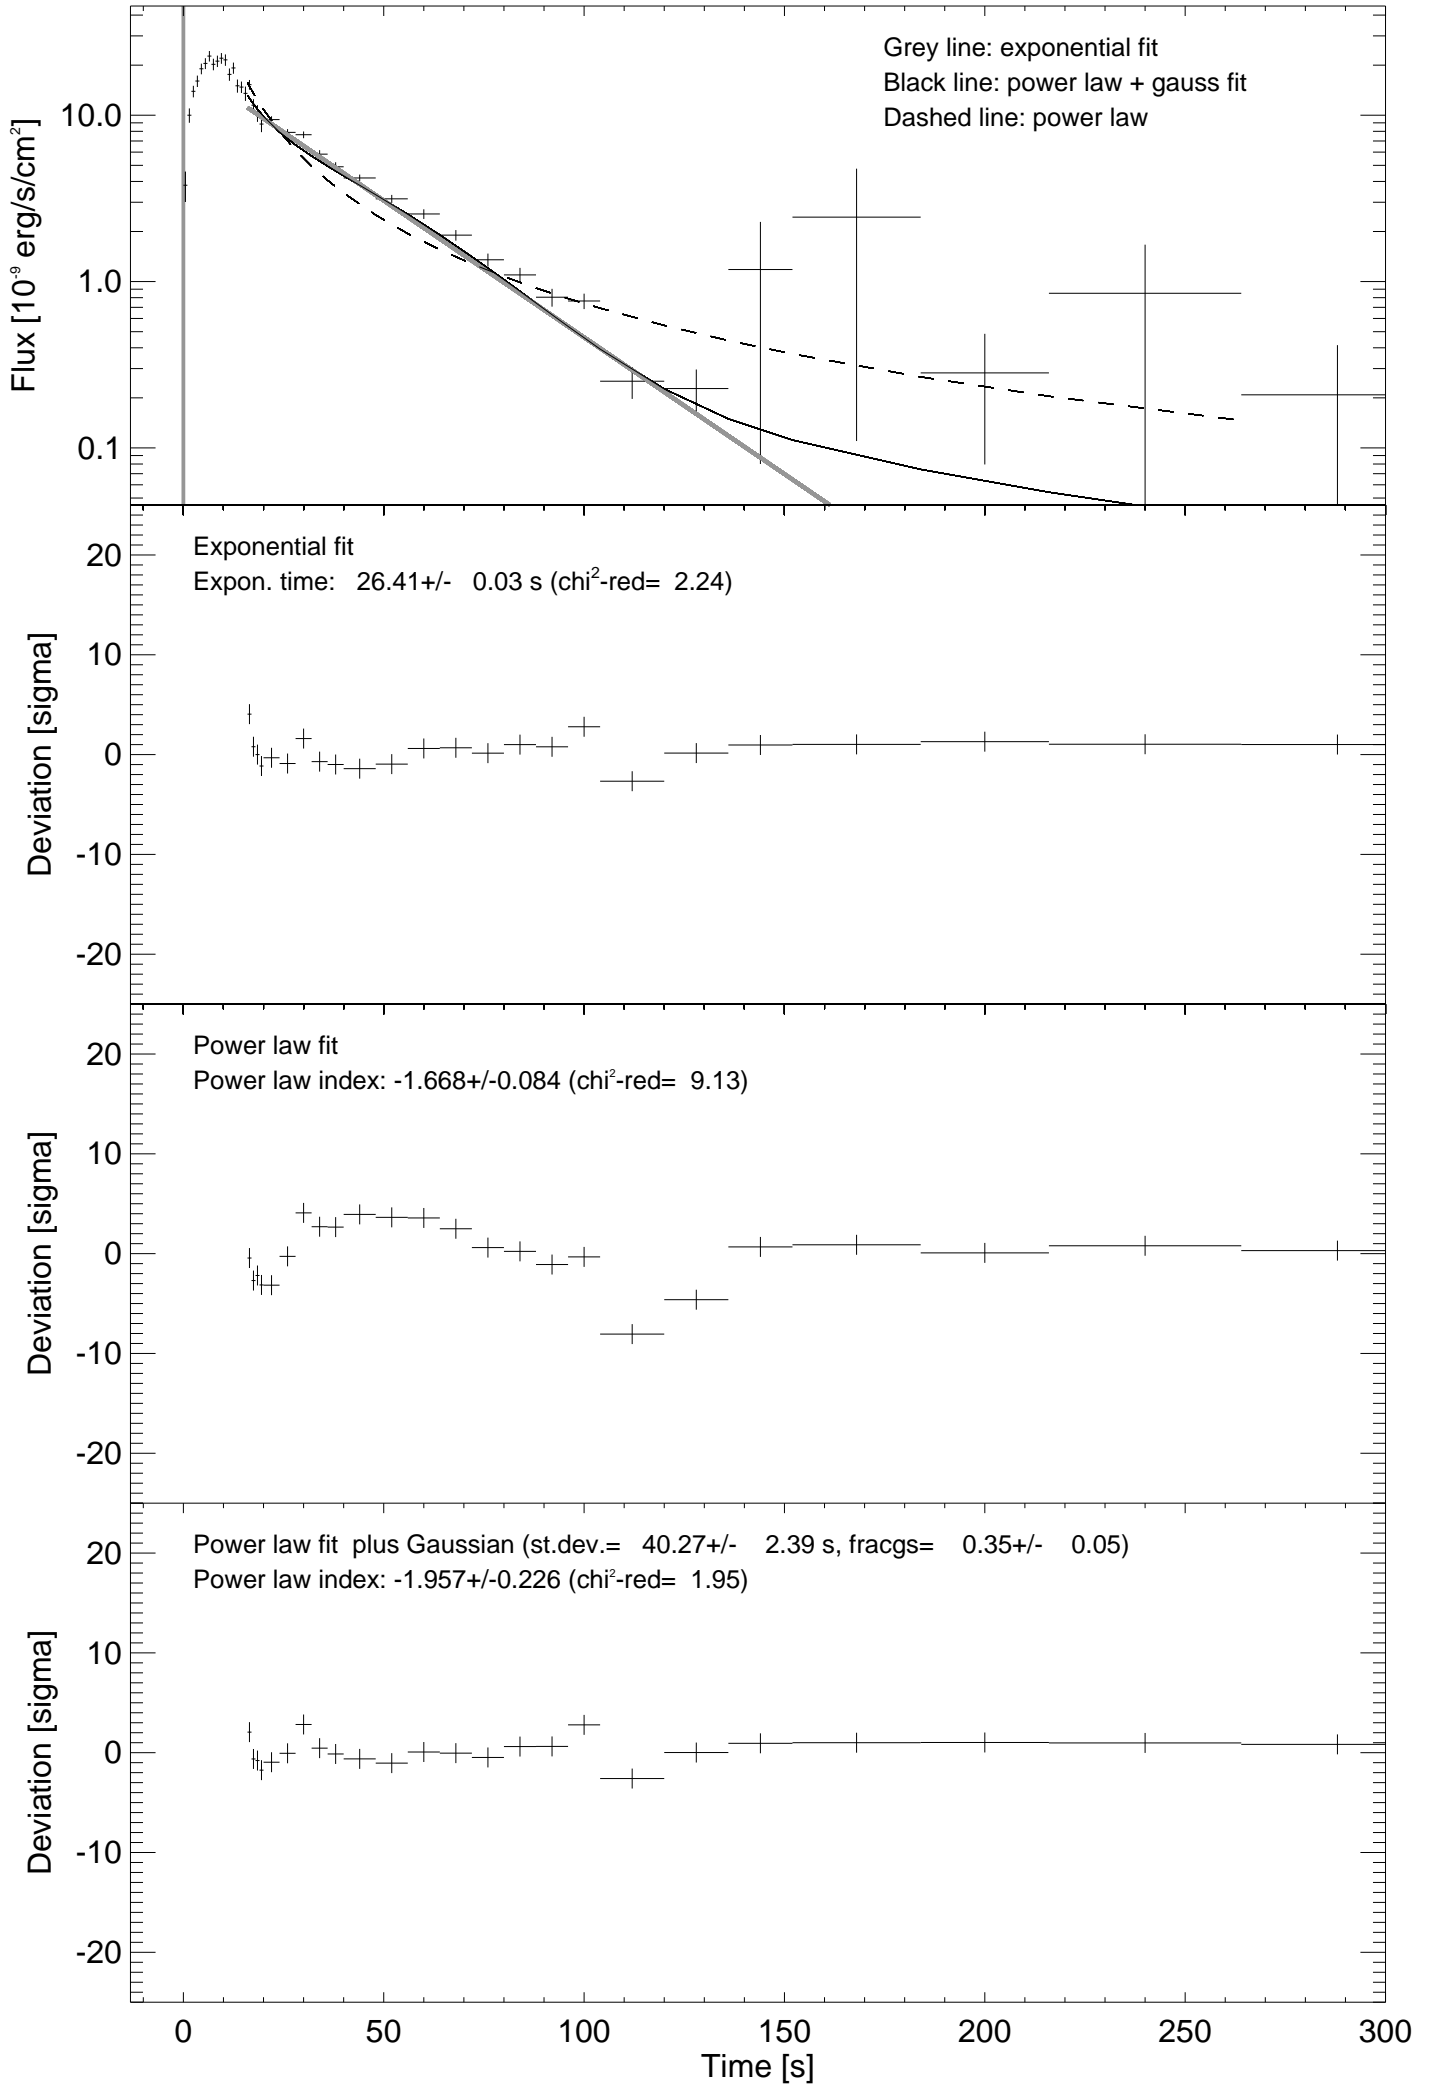 Grey line: exponential fit
Black line: power law + gauss fit
Dashed line: power law
10.0
1.0
0.1
Flux [10⁻⁹ erg/s/cm²]
Exponential fit
Expon. time: 26.41+/- 0.03 s (chi²-red= 2.24)
20
10
0
-10
-20
Deviation [sigma]
Power law fit
Power law index: -1.668+/-0.084 (chi²-red= 9.13)
20
10
0
-10
-20
Deviation [sigma]
Power law fit plus Gaussian (st.dev.= 40.27+/- 2.39 s, fracgs= 0.35+/- 0.05)
Power law index: -1.957+/-0.226 (chi²-red= 1.95)
20
10
0
-10
-20
Deviation [sigma]
0 50 100 150 200 250 300
Time [s]